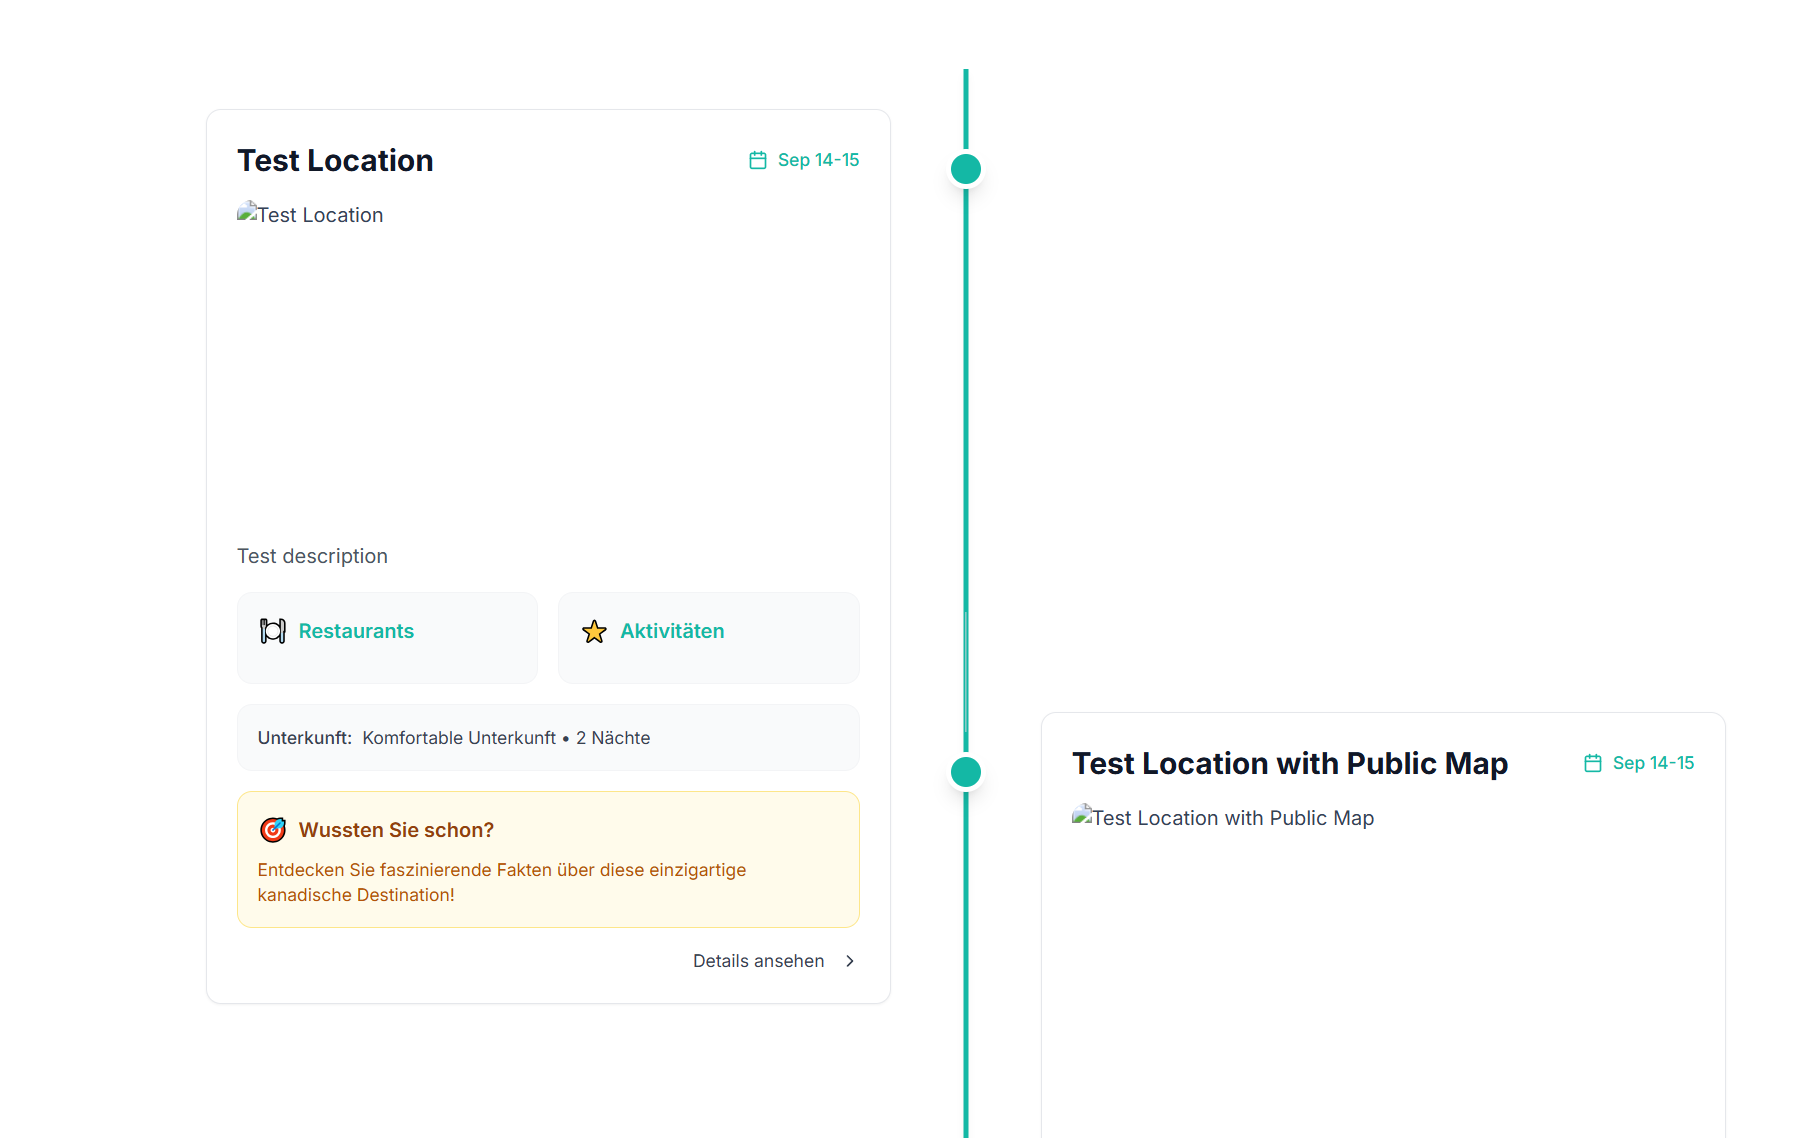 Test Location
Sep 14-15
Test Location
Test description
Restaurants
Aktivitäten
Unterkunft: Komfortable Unterkunft • 2 Nächte
Wussten Sie schon?
Entdecken Sie faszinierende Fakten über diese einzigartige
kanadische Destination!
Details ansehen
Test Location with Public Map
Sep 14-15
Test Location with Public Map